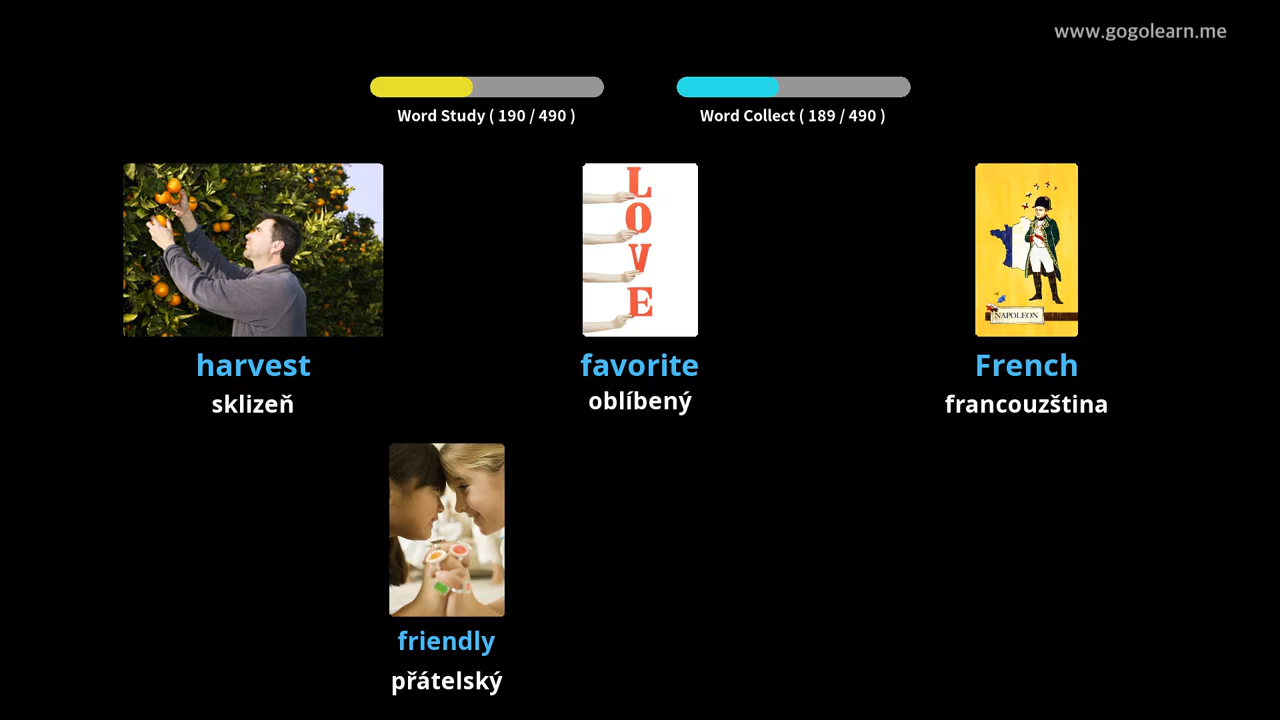 www.gogolearn.me
Word Study ( 190 / 490 )
Word Collect ( 189 / 490 )
LOVE
NAPOLEON
harvest
favorite
French
sklizeň
oblíbený
francouzština
friendly
přátelský